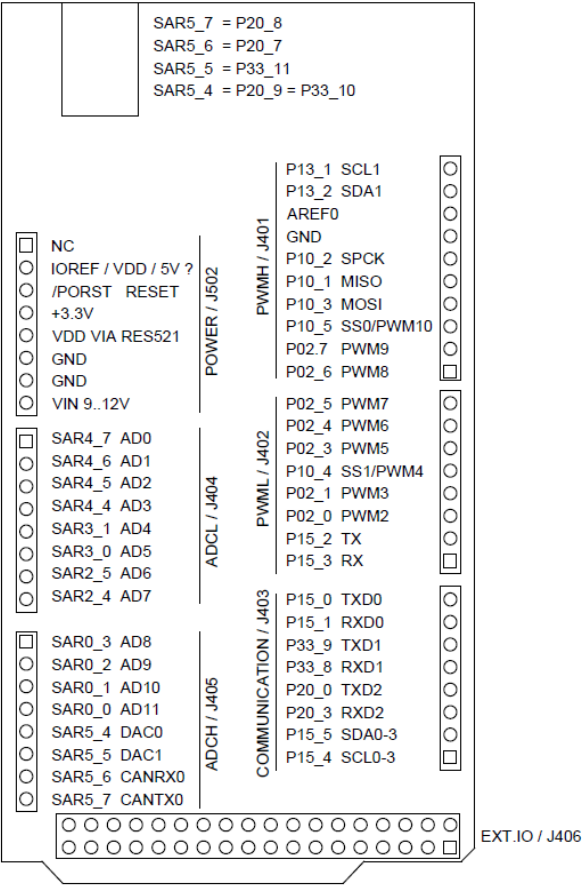 SAR5_7 = P20_8
SAR5_6 = P20_7
SAR5_5 = P33_11
SAR5_4 = P20_9 = P33_10
NC
IOREF / VDD / 5V ?
/PORST RESET
+3.3V
VDD VIA RES521
GND
GND
VIN 9..12V
POWER / J502
SAR4_7 AD0
SAR4_6 AD1
SAR4_5 AD2
SAR4_4 AD3
SAR3_1 AD4
SAR3_0 AD5
SAR2_5 AD6
SAR2_4 AD7
ADCL / J404
SAR0_3 AD8
SAR0_2 AD9
SAR0_1 AD10
SAR0_0 AD11
SAR5_4 DAC0
SAR5_5 DAC1
SAR5_6 CANRX0
SAR5_7 CANTX0
ADCH / J405
PWMH / J401
P13_1 SCL1
P13_2 SDA1
AREF0
GND
P10_2 SPCK
P10_1 MISO
P10_3 MOSI
P10_5 SS0/PWM10
P02.7 PWM9
P02_6 PWM8
PWML / J402
P02_5 PWM7
P02_4 PWM6
P02_3 PWM5
P10_4 SS1/PWM4
P02_1 PWM3
P02_0 PWM2
P15_2 TX
P15_3 RX
COMMUNICATION / J403
P15_0 TXD0
P15_1 RXD0
P33_9 TXD1
P33_8 RXD1
P20_0 TXD2
P20_3 RXD2
P15_5 SDA0-3
P15_4 SCL0-3
EXT.IO / J406